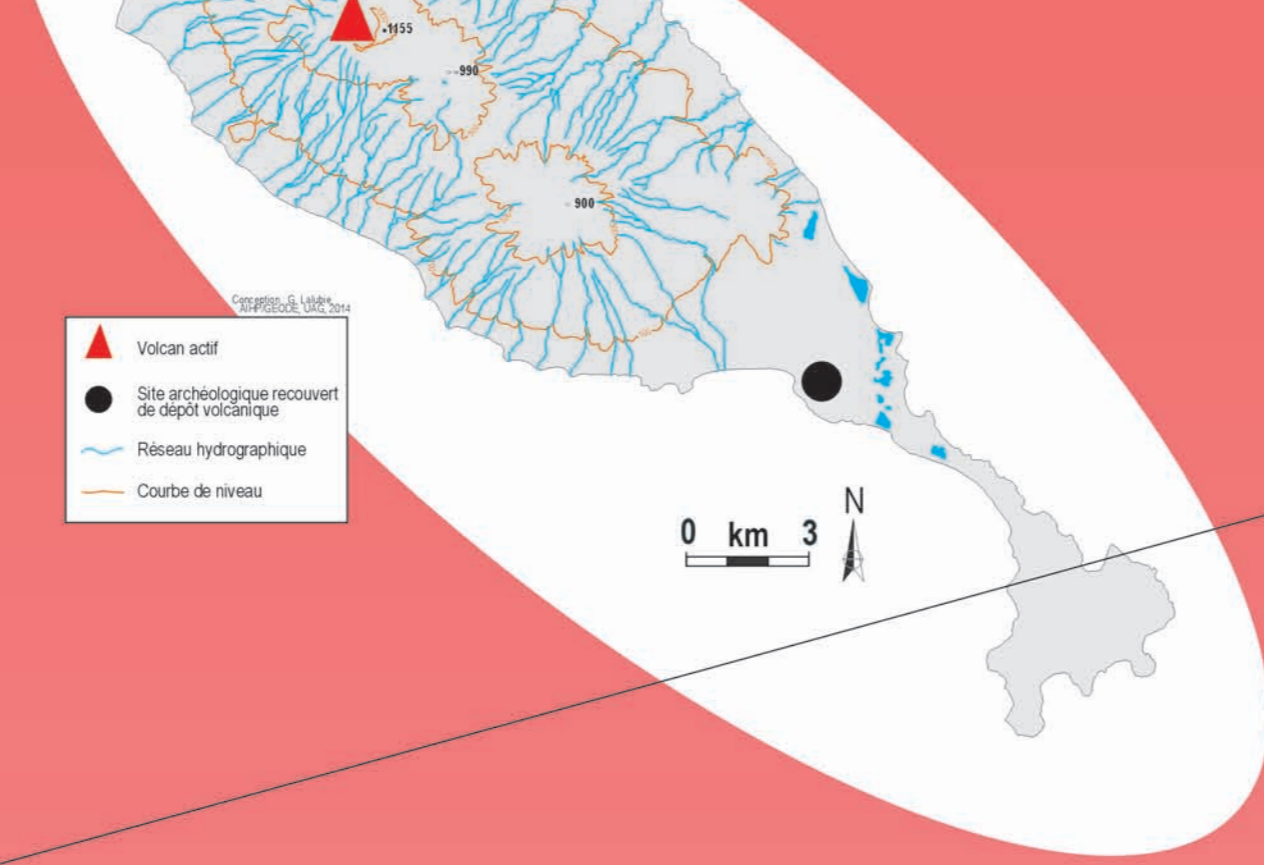 1155
990
900
Conception : G. Lalubie,
AIHP/GEODE, UAG, 2014
Volcan actif
Site archéologique recouvert
de dépôt volcanique
Réseau hydrographique
Courbe de niveau
0 km 3
N